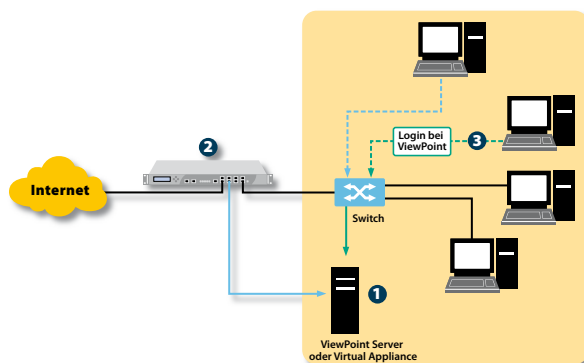 2
Login bei
ViewPoint
3
Internet
Switch
1
ViewPoint Server
oder Virtual Appliance